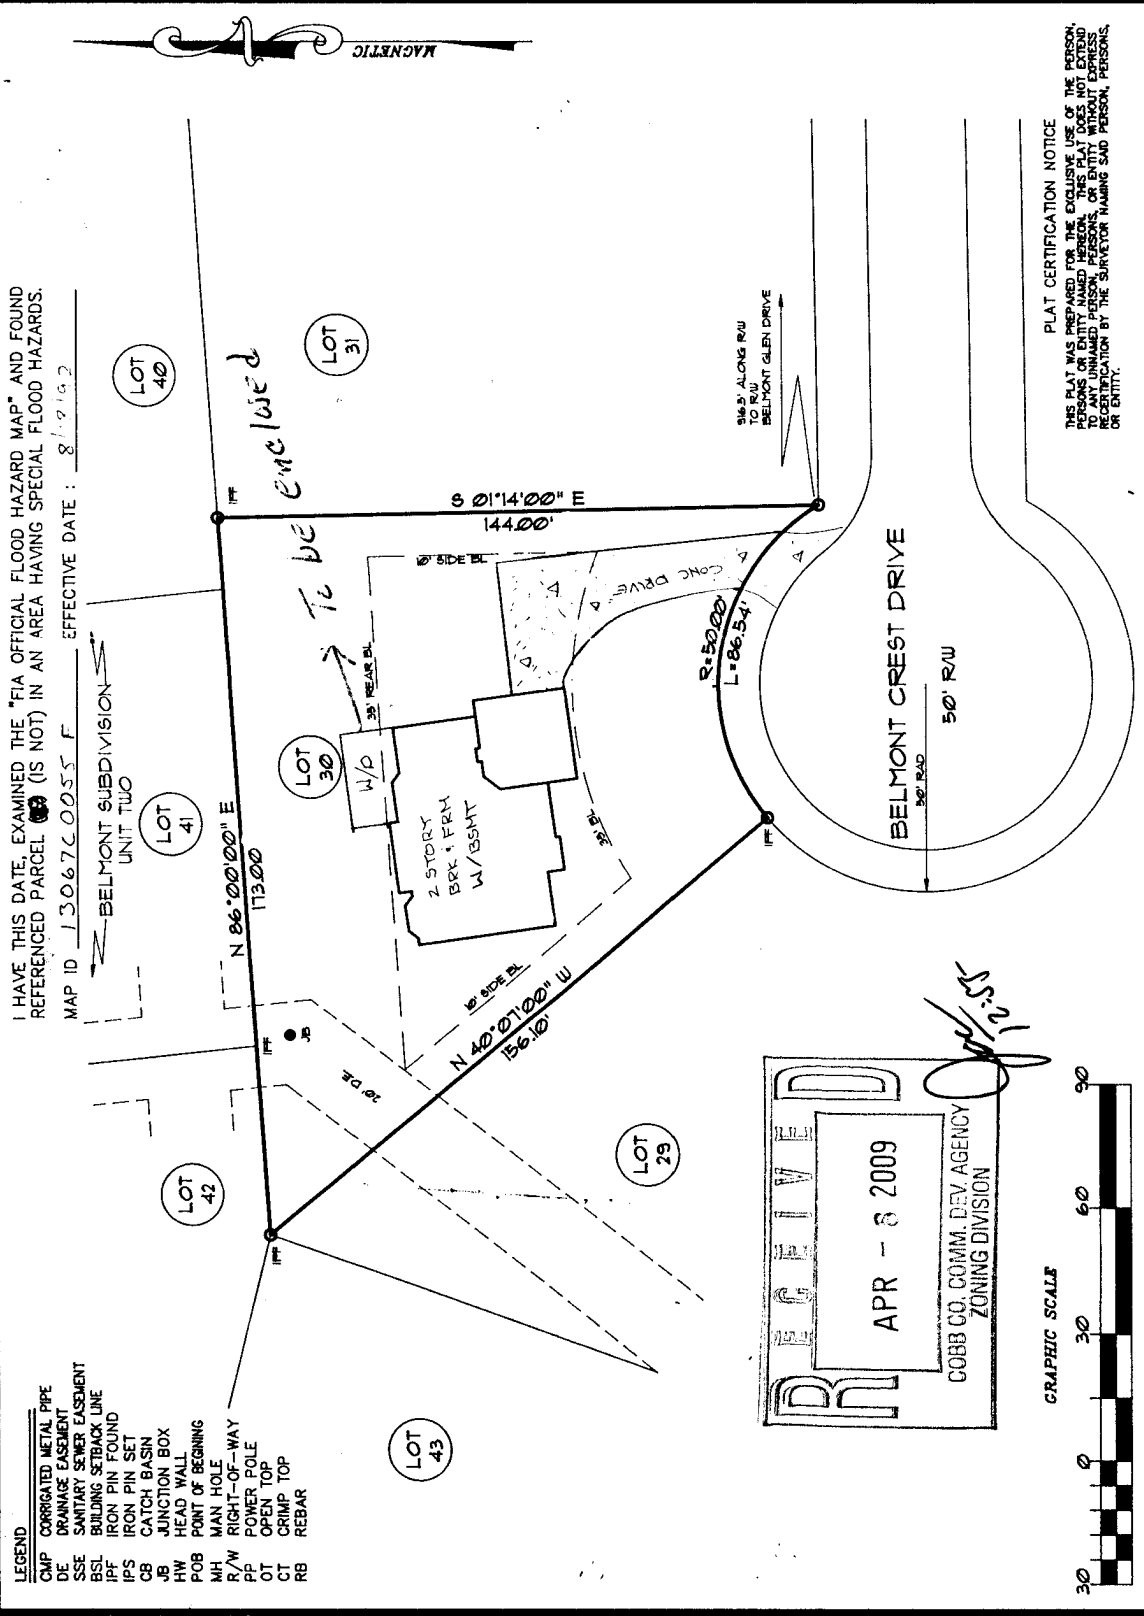 MAGNETIC
I HAVE THIS DATE, EXAMINED THE "FIA OFFICIAL FLOOD HAZARD MAP" AND FOUND
REFERENCED PARCEL (IS NOT) IN AN AREA HAVING SPECIAL FLOOD HAZARDS.
MAP ID 13067C0055 F EFFECTIVE DATE :
BELMONT SUBDIVISION
UNIT TWO
LOT
40
LOT
41
LOT
42
LOT
43
LOT
31
LOT
30
LOT
29
To be enclosed
IPF
IPF
IPF
IPF
JB
N 86°00'00" E
173.00
S 01°14'00" E
144.00'
N 40°07'00" W
156.10'
R=50.00'
L=86.54'
35' REAR BL
10' SIDE BL
10' SIDE BL
35' BL
20' DE
W/D
2 STORY
BRK & FRM
W/BSMT
CONC DRIVE
316.3' ALONG R/W
TO R/W
BELMONT GLEN DRIVE
BELMONT CREST DRIVE
50' RAD
50' R/W
PLAT CERTIFICATION NOTICE
THIS PLAT WAS PREPARED FOR THE EXCLUSIVE USE OF THE PERSON,
PERSONS OR ENTITY NAMED HEREON. THIS PLAT DOES NOT EXTEND
TO ANY UNNAMED PERSON, PERSONS, OR ENTITY WITHOUT EXPRESS
RECERTIFICATION BY THE SURVEYOR NAMING SAID PERSON, PERSONS,
OR ENTITY.
LEGEND
CMP CORRIGATED METAL PIPE
DE DRAINAGE EASEMENT
SSE SANITARY SEWER EASEMENT
BSL BUILDING SETBACK LINE
IPF IRON PIN FOUND
IPS IRON PIN SET
CB CATCH BASIN
JB JUNCTION BOX
HW HEAD WALL
POB POINT OF BEGINING
MH MAN HOLE
R/W RIGHT-OF-WAY
PP POWER POLE
OT OPEN TOP
CT CRIMP TOP
RB REBAR
RECEIVED
APR - 8 2009
COBB CO. COMM. DEV. AGENCY
ZONING DIVISION
12:55
GRAPHIC SCALE
30 0 30 60 90